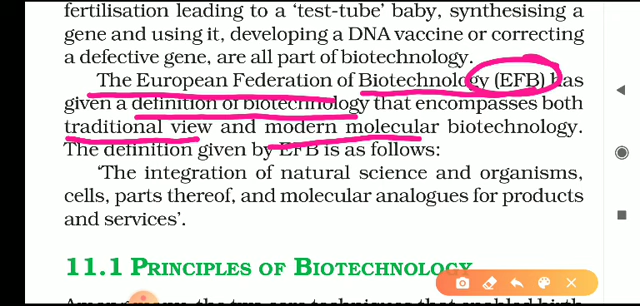 fertilisation leading to a ‘test-tube’ baby, synthesising a
gene and using it, developing a DNA vaccine or correcting
a defective gene, are all part of biotechnology.
The European Federation of Biotechnology (EFB) has
given a definition of biotechnology that encompasses both
traditional view and modern molecular biotechnology.
The definition given by EFB is as follows:
‘The integration of natural science and organisms,
cells, parts thereof, and molecular analogues for products
and services’.
11.1 PRINCIPLES OF BIOTECHNOLOGY